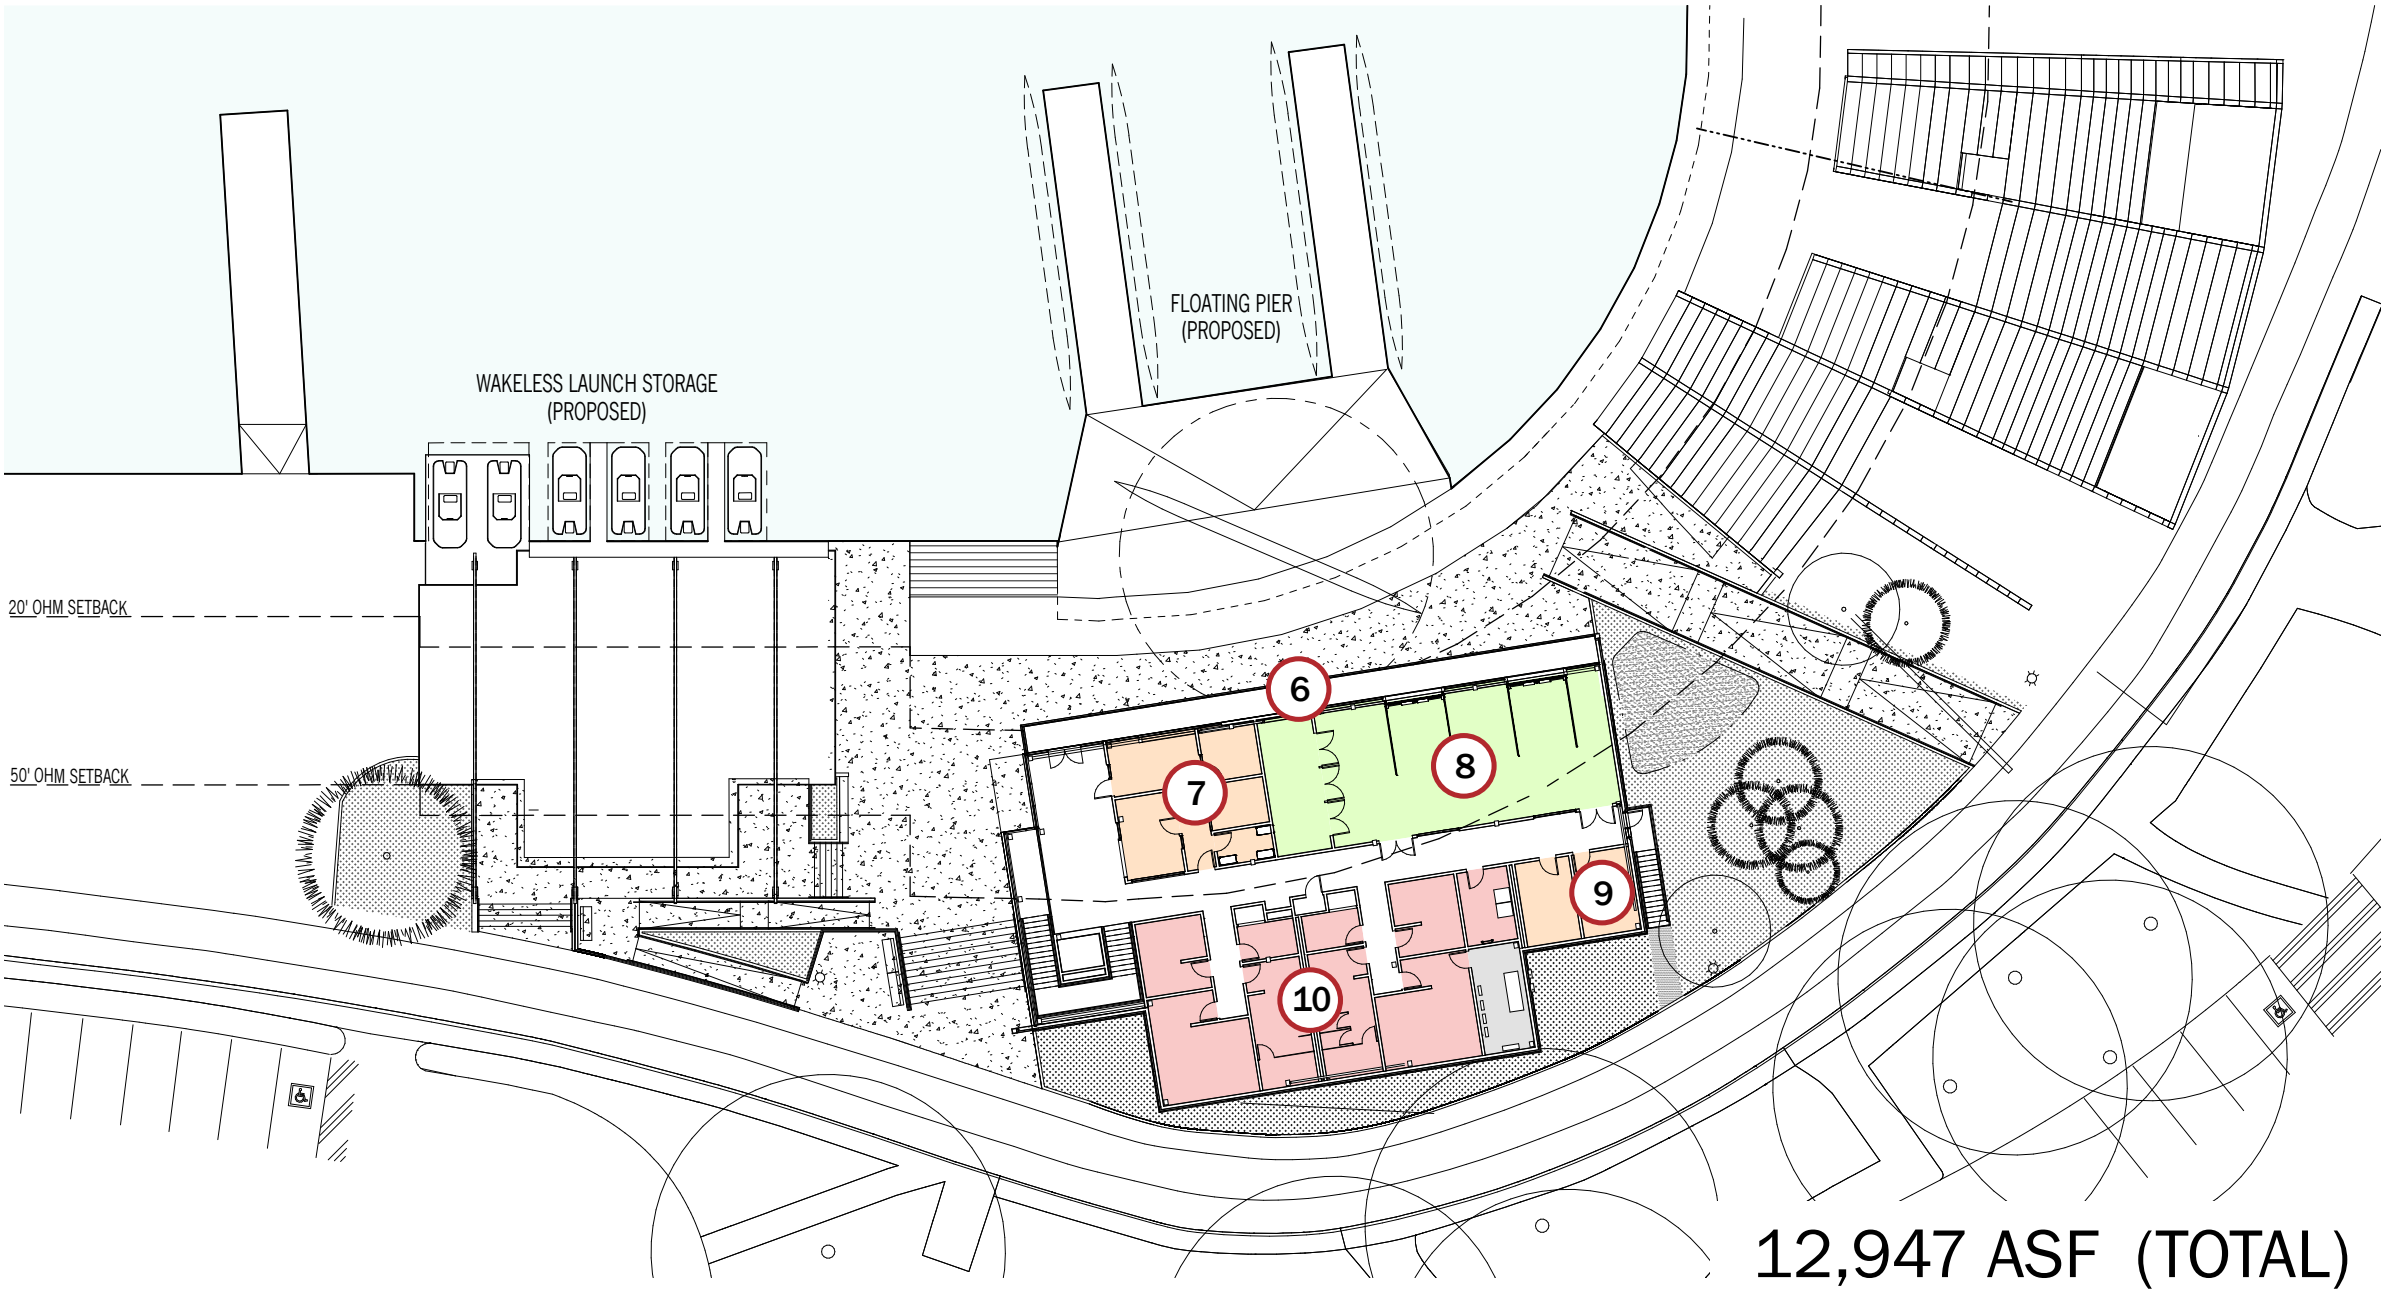 FLOATING PIER
(PROPOSED)
WAKELESS LAUNCH STORAGE
(PROPOSED)
20' OHM SETBACK
50' OHM SETBACK
6
7
8
9
10
12,947 ASF (TOTAL)